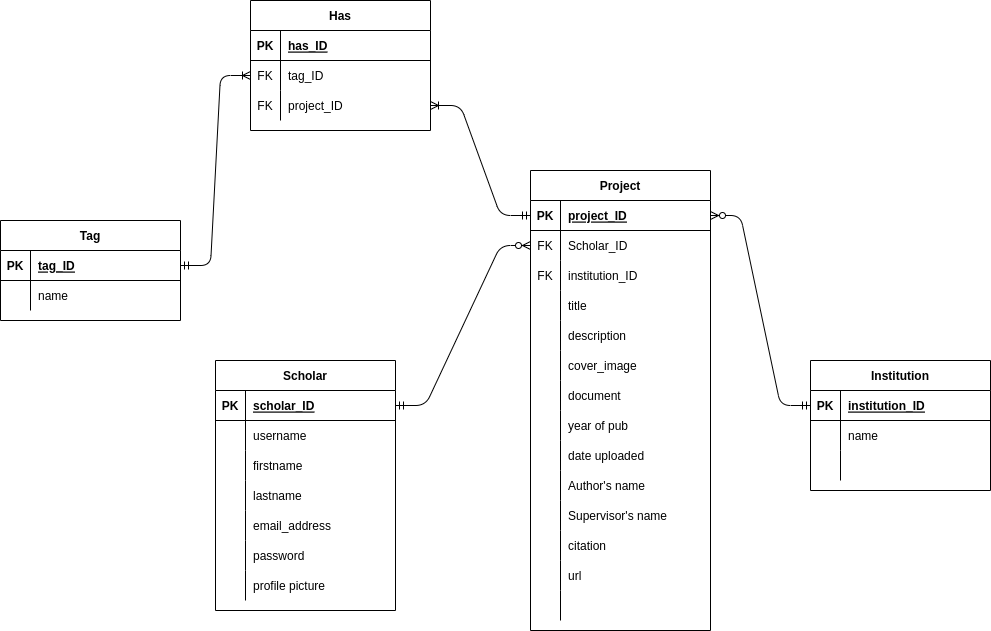 Has
PK has_ID
FK tag_ID
FK project_ID
Tag
PK tag_ID
name
Project
PK project_ID
FK Scholar_ID
FK institution_ID
title
description
cover_image
document
year of pub
date uploaded
Author's name
Supervisor's name
citation
url
Scholar
PK scholar_ID
username
firstname
lastname
email_address
password
profile picture
Institution
PK institution_ID
name